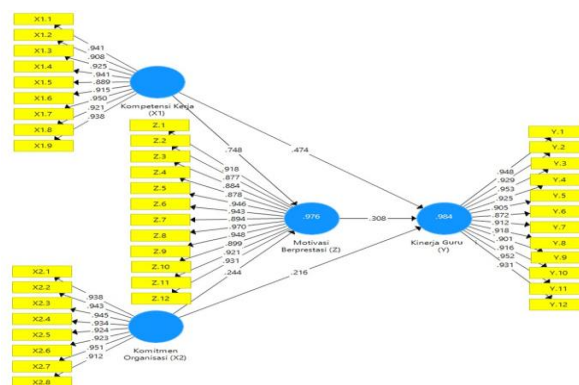 X1.1
X1.2
X1.3
X1.4
X1.5
X1.6
X1.7
X1.8
X1.9
.941
.908
.925
.941
.889
.915
.950
.921
.938
Kompetensi Kerja
(X1)
Z.1
Z.2
Z.3
Z.4
Z.5
Z.6
Z.7
Z.8
Z.9
Z.10
Z.11
Z.12
.918
.877
.884
.878
.946
.943
.894
.970
.948
.899
.921
.931
.748
.474
.244
.216
.976
Motivasi
Berprestasi (Z)
.308
.984
Kinerja Guru
(Y)
.948
.929
.953
.925
.905
.872
.912
.918
.901
.916
.952
.931
Y.1
Y.2
Y.3
Y.4
Y.5
Y.6
Y.7
Y.8
Y.9
Y.10
Y.11
Y.12
X2.1
X2.2
X2.3
X2.4
X2.5
X2.6
X2.7
X2.8
.938
.943
.945
.934
.924
.923
.951
.912
Komitmen
Organisasi (X2)